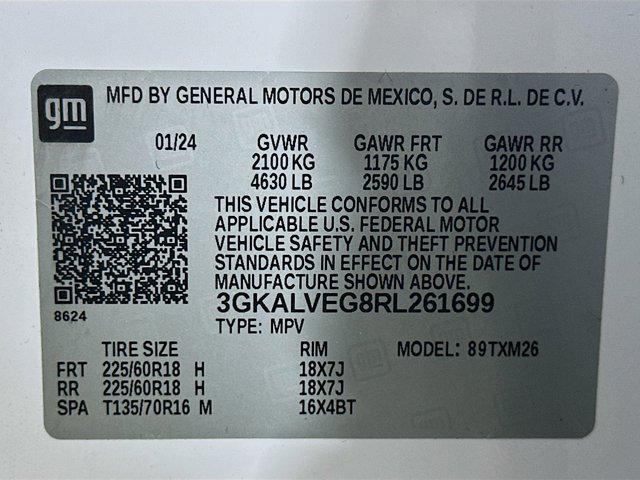 gm
MFD BY GENERAL MOTORS DE MEXICO, S. DE R.L. DE C.V.
01/24 GVWR GAWR FRT GAWR RR
2100 KG 1175 KG 1200 KG
4630 LB 2590 LB 2645 LB
THIS VEHICLE CONFORMS TO ALL
APPLICABLE U.S. FEDERAL MOTOR
VEHICLE SAFETY AND THEFT PREVENTION
STANDARDS IN EFFECT ON THE DATE OF
MANUFACTURE SHOWN ABOVE.
3GKALVEG8RL261699
8624
TYPE: MPV
TIRE SIZE RIM MODEL: 89TXM26
FRT 225/60R18 H 18X7J
RR 225/60R18 H 18X7J
SPA T135/70R16 M 16X4BT